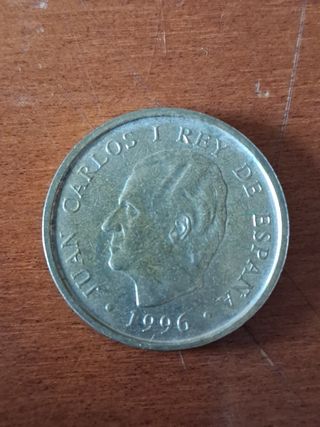 · JUAN CARLOS I REY DE ESPAÑA ·
1996